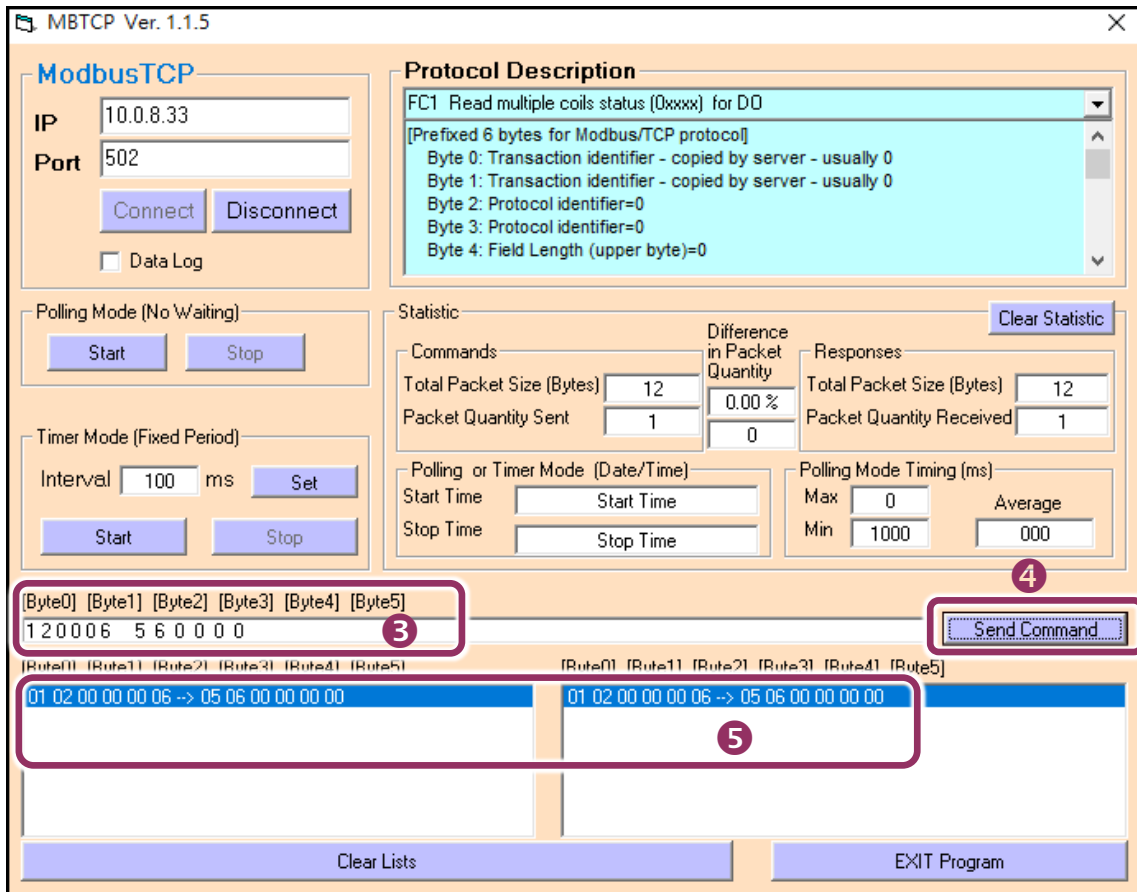 MBTCP Ver. 1.1.5
ModbusTCP
IP 10.0.8.33
Port 502
Connect Disconnect
Data Log
Protocol Description
FC1 Read multiple coils status (0xxxx) for DO
[Prefixed 6 bytes for Modbus/TCP protocol]
Byte 0: Transaction identifier - copied by server - usually 0
Byte 1: Transaction identifier - copied by server - usually 0
Byte 2: Protocol identifier=0
Byte 3: Protocol identifier=0
Byte 4: Field Length (upper byte)=0
Polling Mode (No Waiting)
Start Stop
Timer Mode (Fixed Period)
Interval 100 ms Set
Start Stop
Statistic
Clear Statistic
Commands
Total Packet Size (Bytes) 12
Packet Quantity Sent 1
Difference
in Packet
Quantity
0.00 %
0
Responses
Total Packet Size (Bytes) 12
Packet Quantity Received 1
Polling or Timer Mode (Date/Time)
Start Time Start Time
Stop Time Stop Time
Polling Mode Timing (ms)
Max 0 Average
Min 1000 000
4
[Byte0] [Byte1] [Byte2] [Byte3] [Byte4] [Byte5]
1 2 0 0 0 6 5 6 0 0 0 0 3
Send Command
[Byte0] [Byte1] [Byte2] [Byte3] [Byte4] [Byte5] [Byte0] [Byte1] [Byte2] [Byte3] [Byte4] [Byte5]
01 02 00 00 00 06 --> 05 06 00 00 00 00 01 02 00 00 00 06 --> 05 06 00 00 00 00
5
Clear Lists EXIT Program